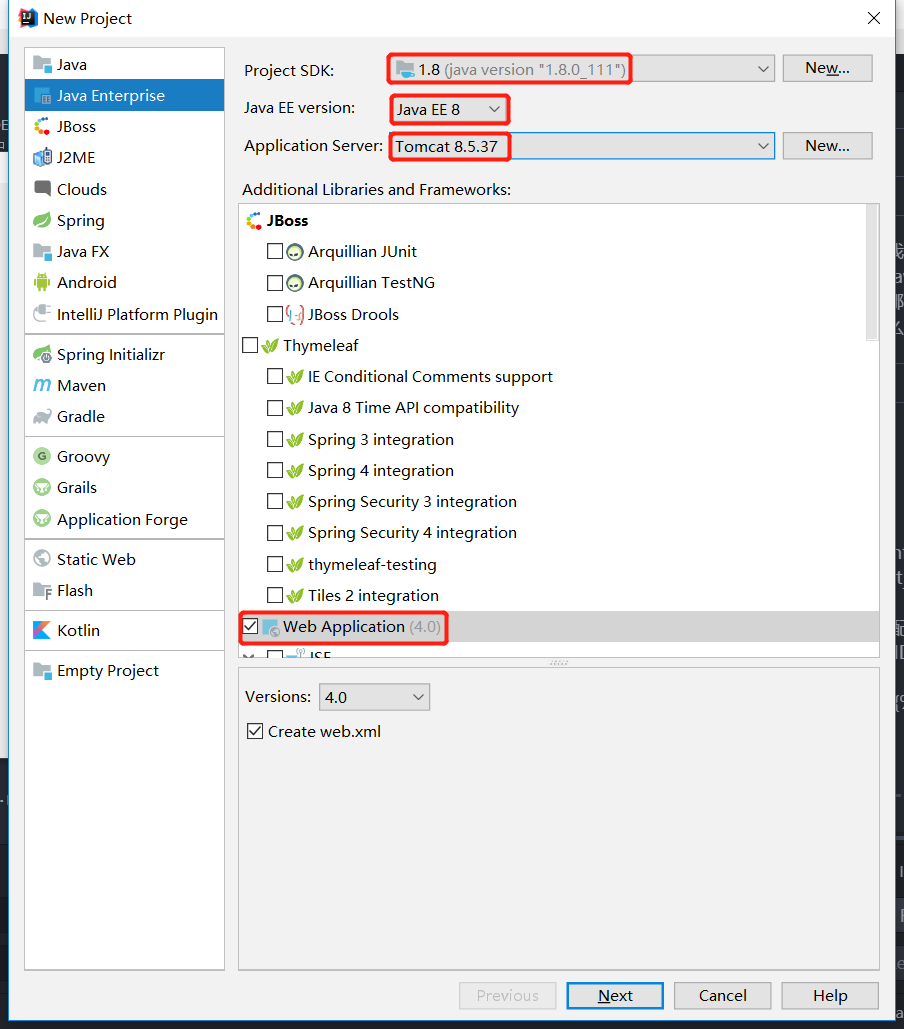 New Project
Java
Java Enterprise
JBoss
J2ME
Clouds
Spring
Java FX
Android
IntelliJ Platform Plugin
Spring Initializr
Maven
Gradle
Groovy
Grails
Application Forge
Static Web
Flash
Kotlin
Empty Project
Project SDK: 1.8 (java version "1.8.0_111") New...
Java EE version: Java EE 8
Application Server: Tomcat 8.5.37 New...
Additional Libraries and Frameworks:
JBoss
Arquillian JUnit
Arquillian TestNG
JBoss Drools
Thymeleaf
IE Conditional Comments support
Java 8 Time API compatibility
Spring 3 integration
Spring 4 integration
Spring Security 3 integration
Spring Security 4 integration
thymeleaf-testing
Tiles 2 integration
Web Application (4.0)
JSF
Versions: 4.0
Create web.xml
Previous Next Cancel Help